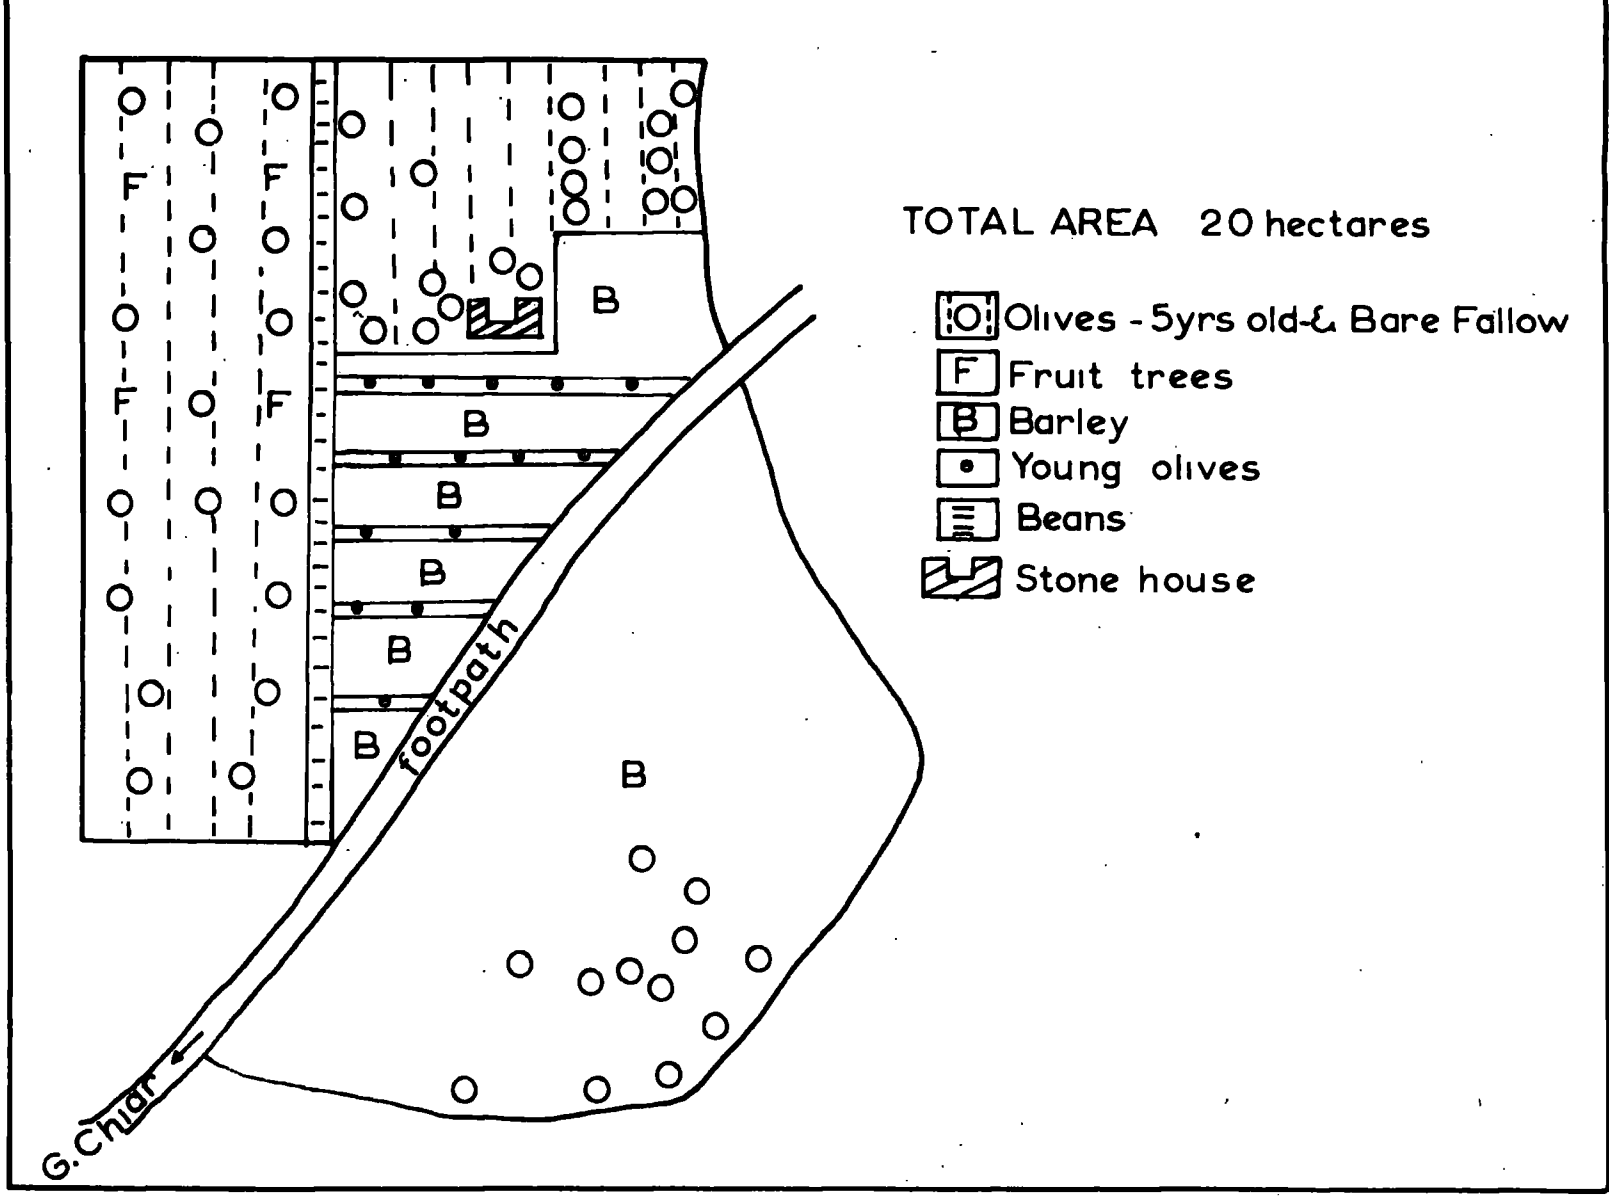 F F
F F
B
B
B
B
B
B
footpath
B
G.Chiar
TOTAL AREA 20 hectares
Olives - 5yrs old-& Bare Fallow
F Fruit trees
B Barley
Young olives
Beans
Stone house